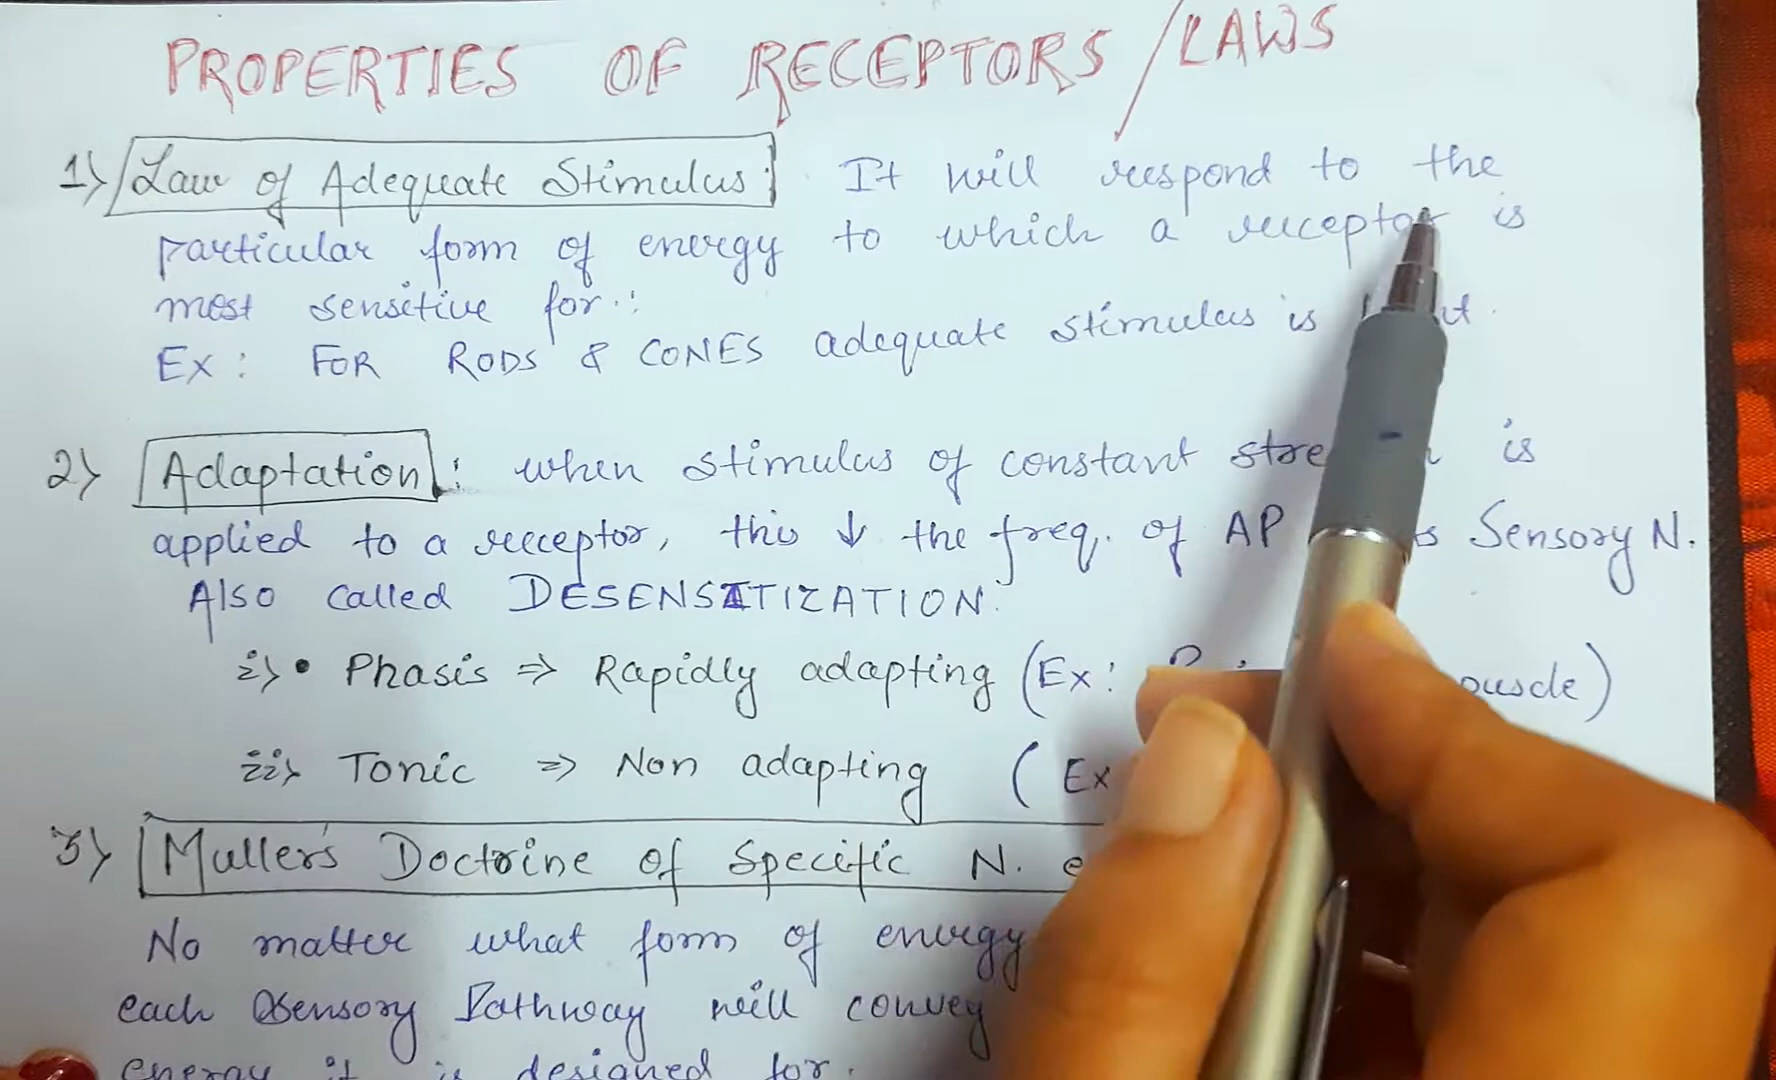 PROPERTIES OF RECEPTORS / LAWS
1) Law of Adequate Stimulus: It will respond to the
particular form of energy to which a receptor is
most sensitive for.
Ex: FOR RODS & CONES adequate stimulus is
2) Adaptation: when stimulus of constant is
applied to a receptor, this ↓ the freq. of AP Sensory N.
Also called DESENSITIZATION.
i) • Phasis ⇒ Rapidly adapting (Ex: )
ii) Tonic ⇒ Non adapting (Ex
3) Muller's Doctrine of Specific N.
No matter what form of energy
each Sensory Pathway will convey
energy it is designed for.